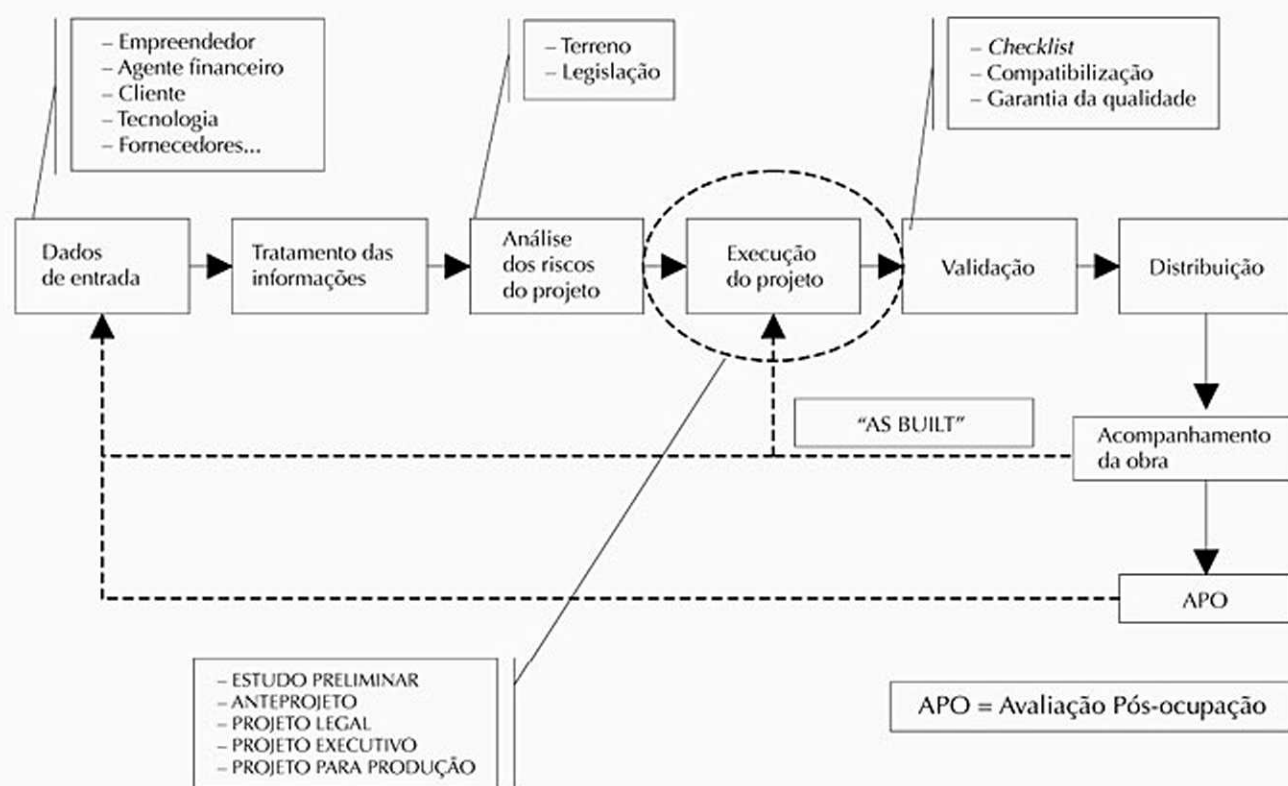 – Empreendedor
– Agente financeiro
– Cliente
– Tecnologia
– Fornecedores...
– Terreno
– Legislação
– Checklist
– Compatibilização
– Garantia da qualidade
Dados
de entrada
Tratamento das
informações
Análise
dos riscos
do projeto
Execução
do projeto
Validação
Distribuição
“AS BUILT”
Acompanhamento
da obra
APO
– ESTUDO PRELIMINAR
– ANTEPROJETO
– PROJETO LEGAL
– PROJETO EXECUTIVO
– PROJETO PARA PRODUÇÃO
APO = Avaliação Pós-ocupação